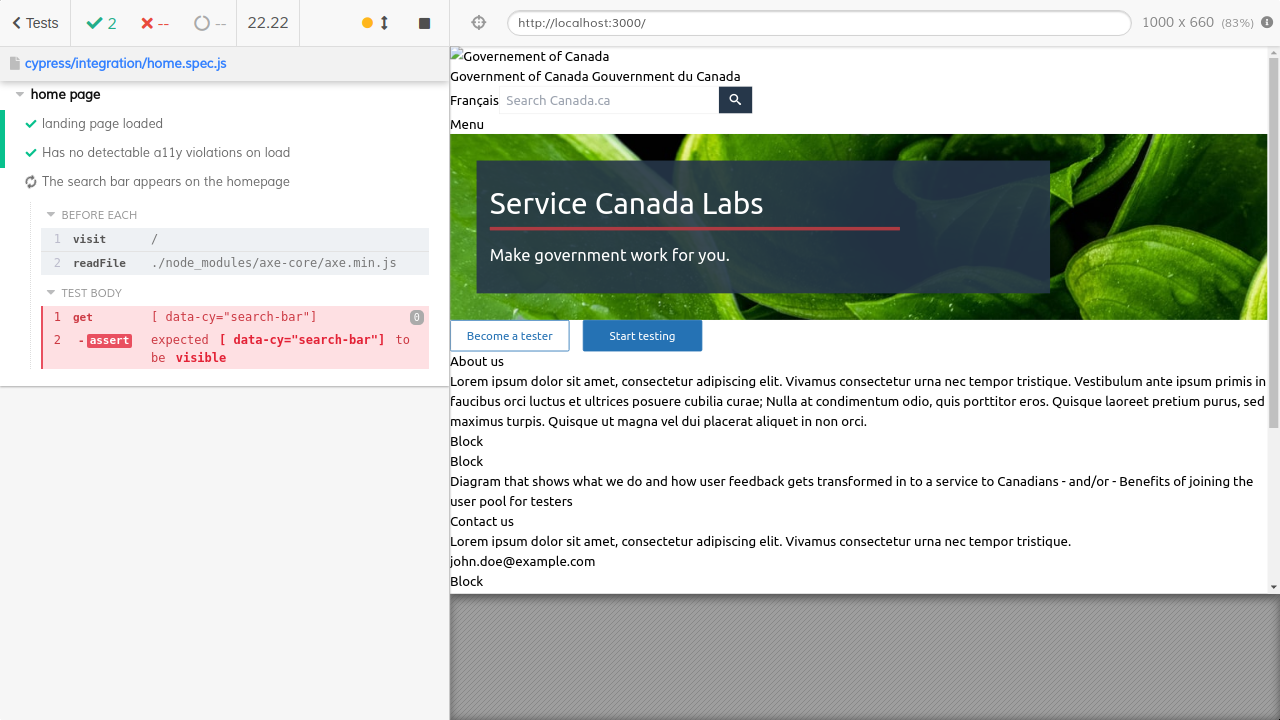 Tests 2 -- -- 22.22
http://localhost:3000/ 1000 x 660 (83%)
cypress/integration/home.spec.js
home page
landing page loaded
Has no detectable a11y violations on load
The search bar appears on the homepage
BEFORE EACH
1 visit /
2 readFile ./node_modules/axe-core/axe.min.js
TEST BODY
1 get [ data-cy="search-bar"] 0
2 -assert expected [ data-cy="search-bar"] to
be visible
Governement of Canada
Government of Canada Gouvernment du Canada
Français Search Canada.ca
Menu
Service Canada Labs
Make government work for you.
Become a tester Start testing
About us
Lorem ipsum dolor sit amet, consectetur adipiscing elit. Vivamus consectetur urna nec tempor tristique. Vestibulum ante ipsum primis in
faucibus orci luctus et ultrices posuere cubilia curae; Nulla at condimentum odio, quis porttitor eros. Quisque laoreet pretium purus, sed
maximus turpis. Quisque ut magna vel dui placerat aliquet in non orci.
Block
Block
Diagram that shows what we do and how user feedback gets transformed in to a service to Canadians - and/or - Benefits of joining the
user pool for testers
Contact us
Lorem ipsum dolor sit amet, consectetur adipiscing elit. Vivamus consectetur urna nec tempor tristique.
john.doe@example.com
Block